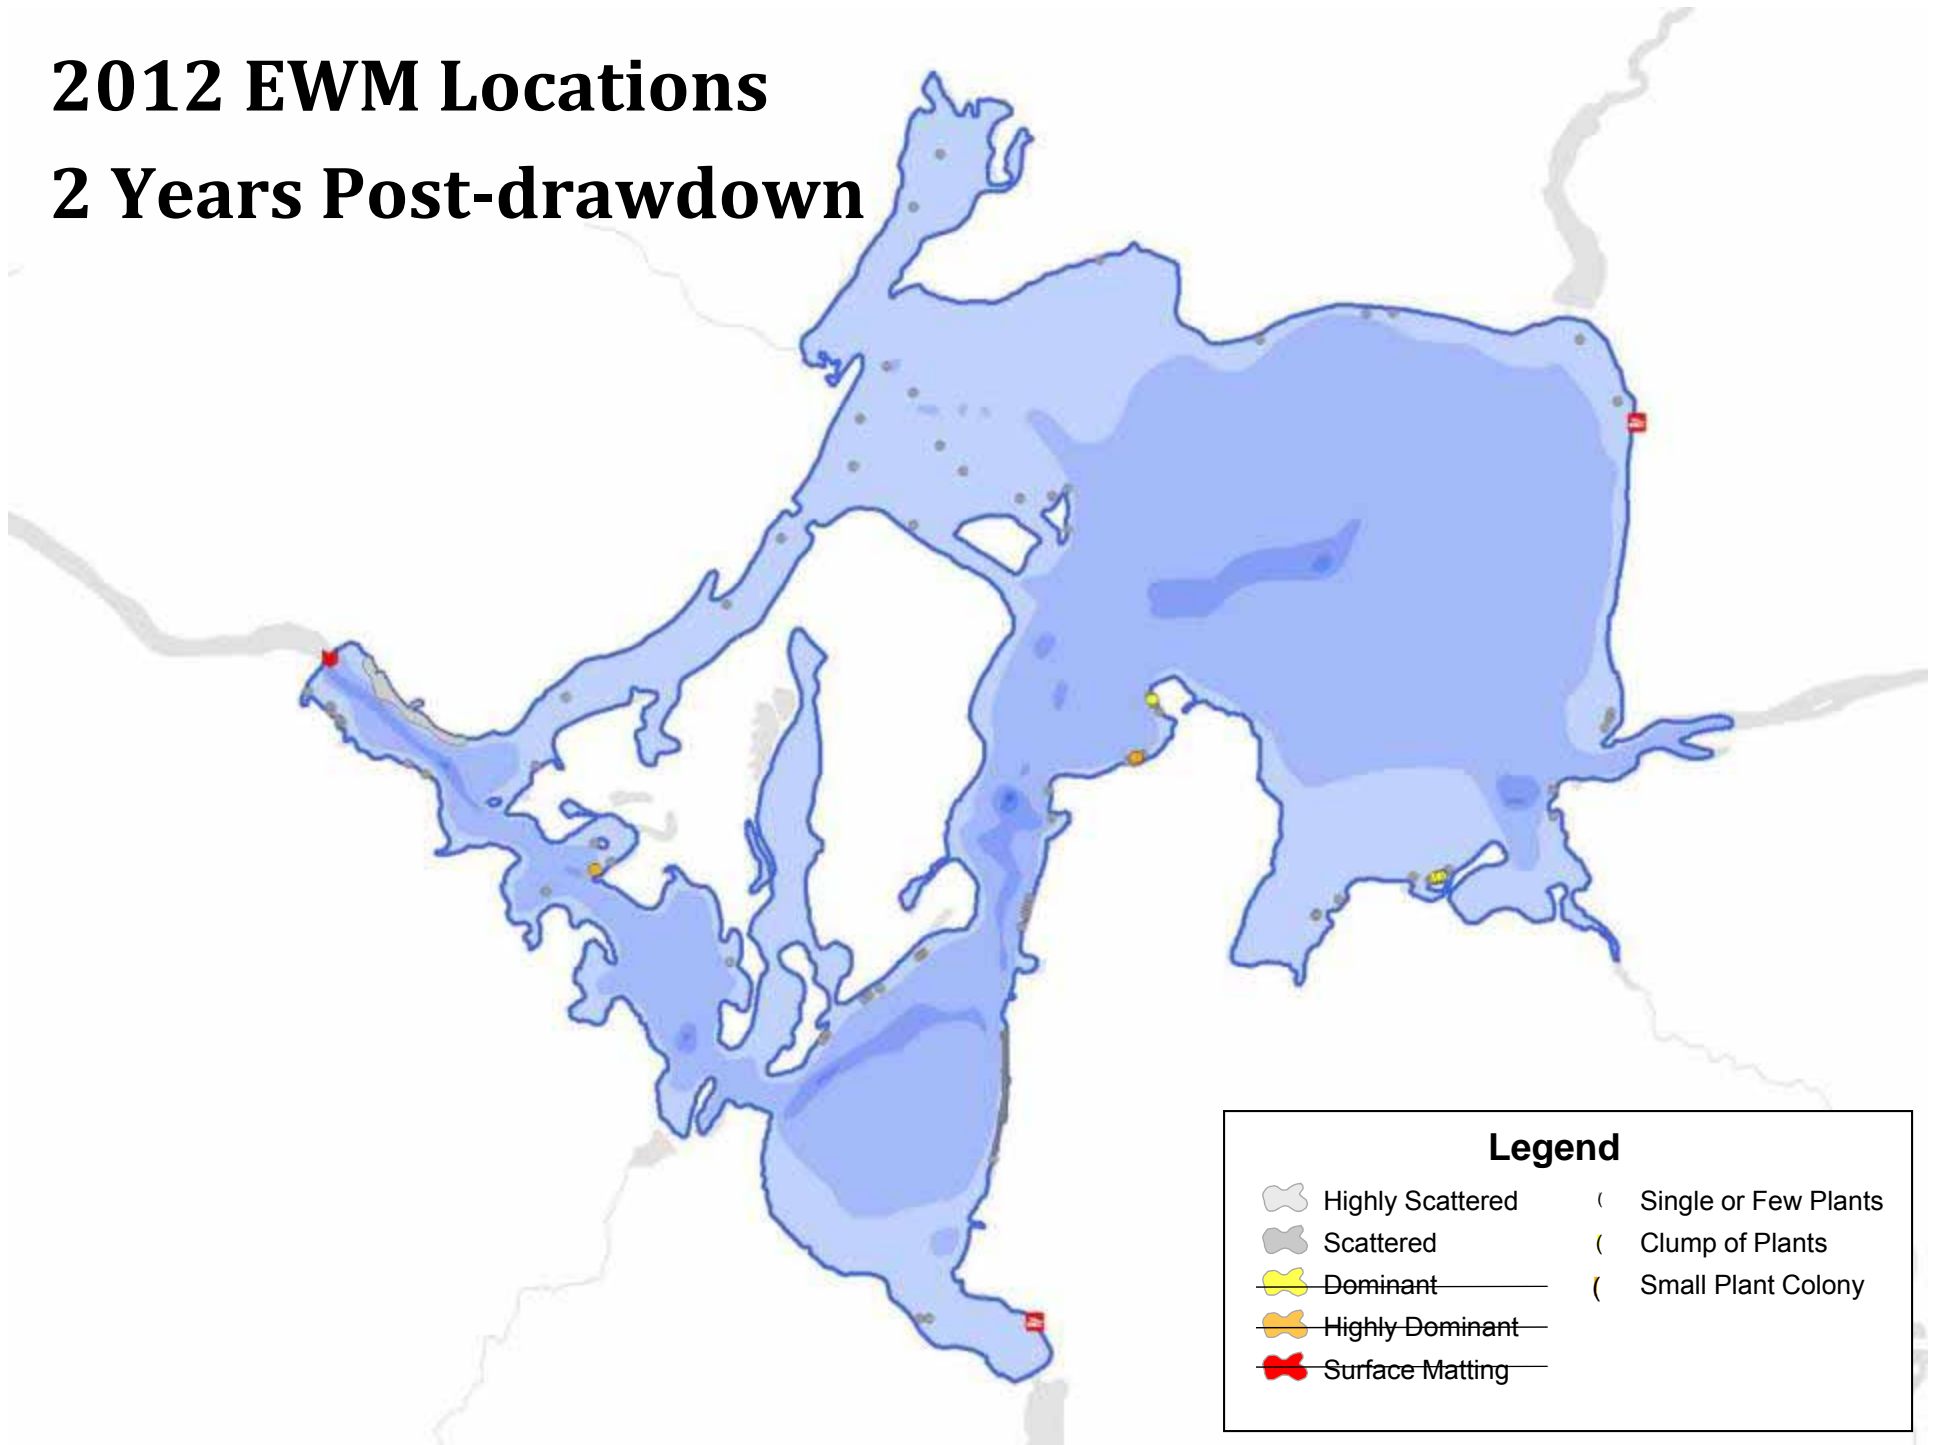 2012 EWM Locations
2 Years Post-drawdown
Legend
Highly Scattered
Scattered
Dominant
Highly Dominant
Surface Matting
Single or Few Plants
Clump of Plants
Small Plant Colony